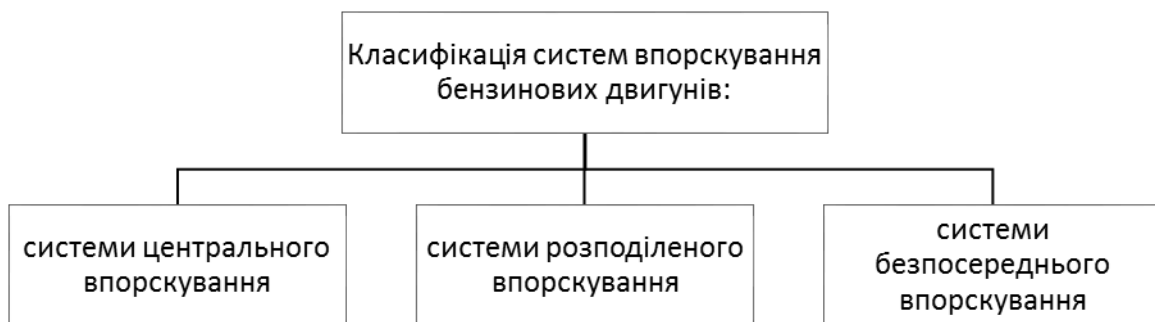 Класифікація систем впорскування
бензинових двигунів:
системи центрального
впорскування
системи розподіленого
впорскування
системи
безпосереднього
впорскування